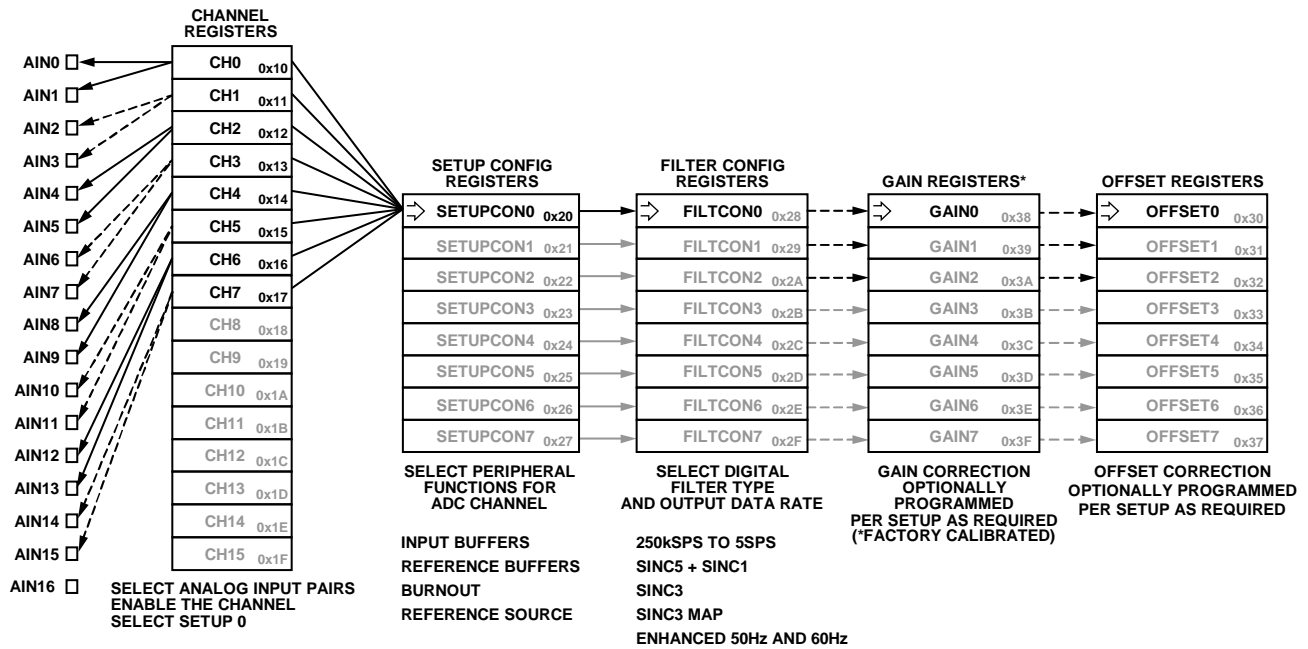 CHANNEL
REGISTERS
AIN0
AIN1
AIN2
AIN3
AIN4
AIN5
AIN6
AIN7
AIN8
AIN9
AIN10
AIN11
AIN12
AIN13
AIN14
AIN15
AIN16
CH0 0x10
CH1 0x11
CH2 0x12
CH3 0x13
CH4 0x14
CH5 0x15
CH6 0x16
CH7 0x17
CH8 0x18
CH9 0x19
CH10 0x1A
CH11 0x1B
CH12 0x1C
CH13 0x1D
CH14 0x1E
CH15 0x1F
SELECT ANALOG INPUT PAIRS
ENABLE THE CHANNEL
SELECT SETUP 0
SETUP CONFIG
REGISTERS
SETUPCON0 0x20
SETUPCON1 0x21
SETUPCON2 0x22
SETUPCON3 0x23
SETUPCON4 0x24
SETUPCON5 0x25
SETUPCON6 0x26
SETUPCON7 0x27
SELECT PERIPHERAL
FUNCTIONS FOR
ADC CHANNEL
INPUT BUFFERS
REFERENCE BUFFERS
BURNOUT
REFERENCE SOURCE
FILTER CONFIG
REGISTERS
FILTCON0 0x28
FILTCON1 0x29
FILTCON2 0x2A
FILTCON3 0x2B
FILTCON4 0x2C
FILTCON5 0x2D
FILTCON6 0x2E
FILTCON7 0x2F
SELECT DIGITAL
FILTER TYPE
AND OUTPUT DATA RATE
250kSPS TO 5SPS
SINC5 + SINC1
SINC3
SINC3 MAP
ENHANCED 50Hz AND 60Hz
GAIN REGISTERS*
GAIN0 0x38
GAIN1 0x39
GAIN2 0x3A
GAIN3 0x3B
GAIN4 0x3C
GAIN5 0x3D
GAIN6 0x3E
GAIN7 0x3F
GAIN CORRECTION
OPTIONALLY
PROGRAMMED
PER SETUP AS REQUIRED
(*FACTORY CALIBRATED)
OFFSET REGISTERS
OFFSET0 0x30
OFFSET1 0x31
OFFSET2 0x32
OFFSET3 0x33
OFFSET4 0x34
OFFSET5 0x35
OFFSET6 0x36
OFFSET7 0x37
OFFSET CORRECTION
OPTIONALLY PROGRAMMED
PER SETUP AS REQUIRED